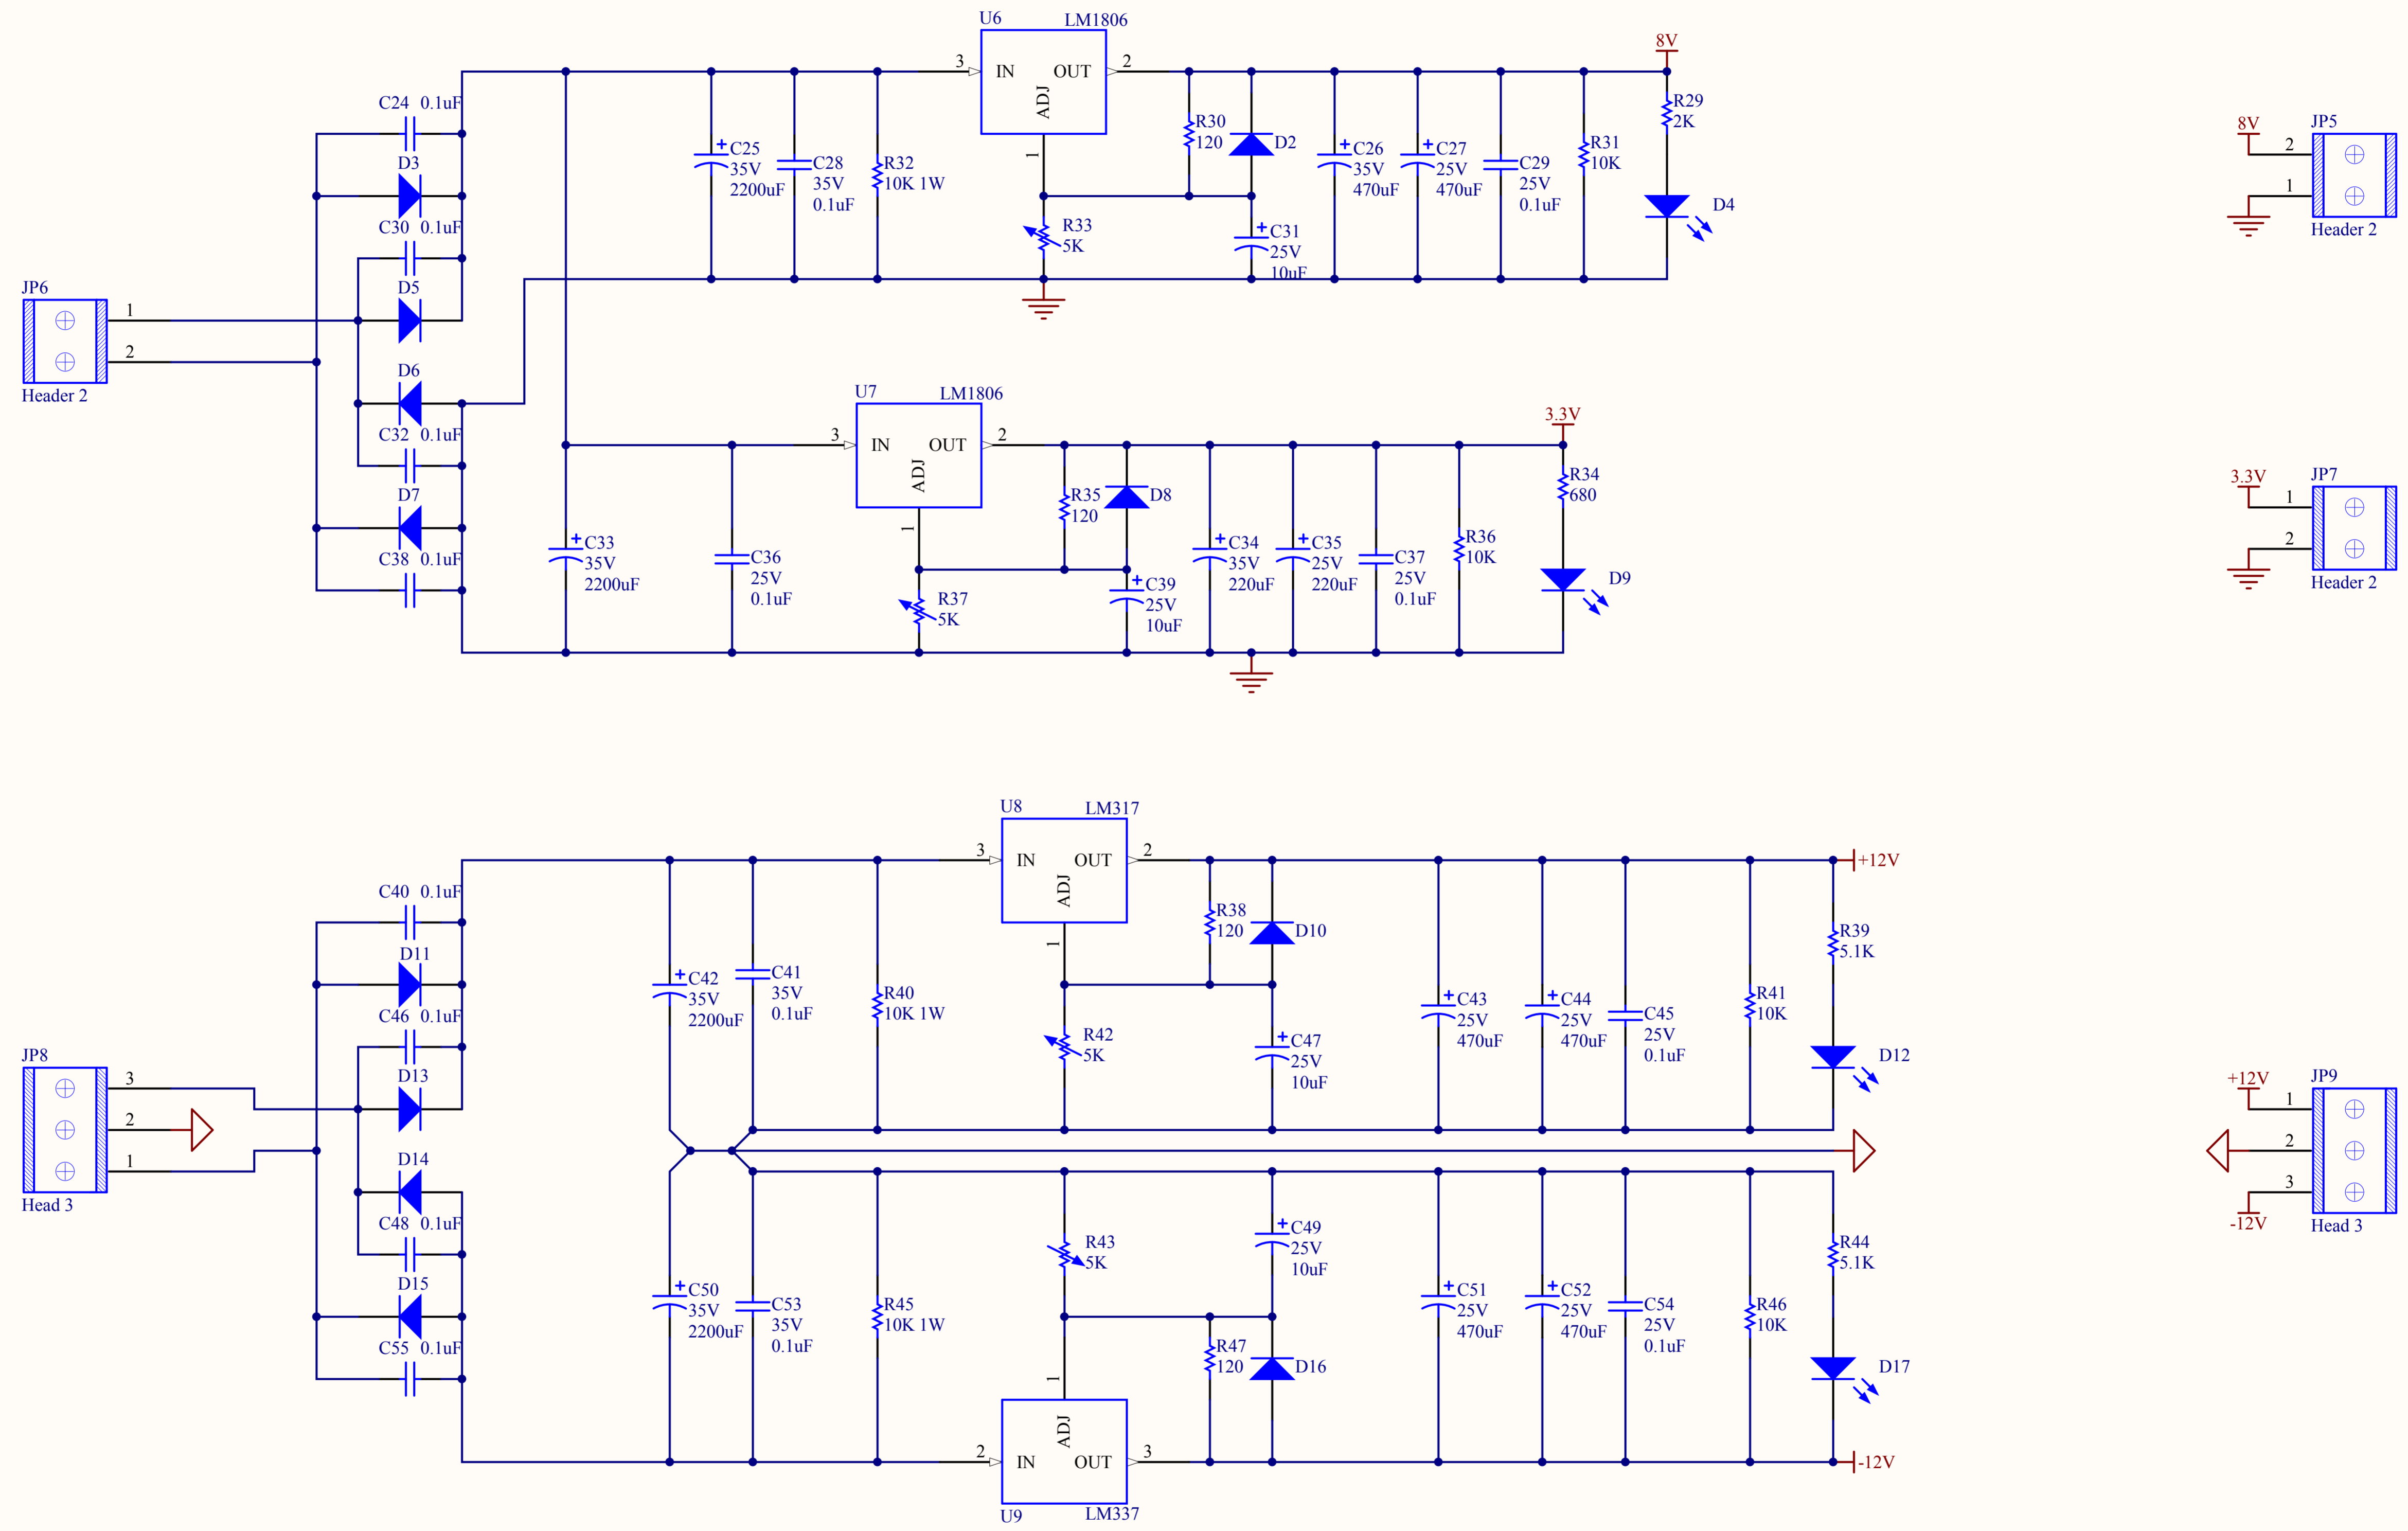 U6 LM1806
3 IN OUT 2
ADJ
1
8V
C24 0.1uF
D3
C30 0.1uF
D5
JP6
1
2
Header 2
D6
C32 0.1uF
D7
C38 0.1uF
C25
35V
2200uF
C28
35V
0.1uF
R32
10K 1W
R33
5K
R30
120
D2
C31
25V
10uF
C26
35V
470uF
C27
25V
470uF
C29
25V
0.1uF
R31
10K
R29
2K
D4
8V
JP5
2
1
Header 2
U7 LM1806
3 IN OUT 2
ADJ
1
3.3V
C33
35V
2200uF
C36
25V
0.1uF
R37
5K
R35
120
D8
C39
25V
10uF
C34
35V
220uF
C35
25V
220uF
C37
25V
0.1uF
R36
10K
R34
680
D9
3.3V
JP7
1
2
Header 2
U8 LM317
3 IN OUT 2
ADJ
1
+12V
C40 0.1uF
D11
C46 0.1uF
D13
JP8
3
2
1
Head 3
D14
C48 0.1uF
D15
C55 0.1uF
C42
35V
2200uF
C41
35V
0.1uF
R40
10K 1W
R42
5K
R38
120
D10
C47
25V
10uF
C43
25V
470uF
C44
25V
470uF
C45
25V
0.1uF
R41
10K
R39
5.1K
D12
+12V
JP9
1
2
3
-12V
Head 3
C50
35V
2200uF
C53
35V
0.1uF
R45
10K 1W
R43
5K
C49
25V
10uF
R47
120
D16
C51
25V
470uF
C52
25V
470uF
C54
25V
0.1uF
R46
10K
R44
5.1K
D17
1
ADJ
2 IN OUT 3
-12V
U9 LM337